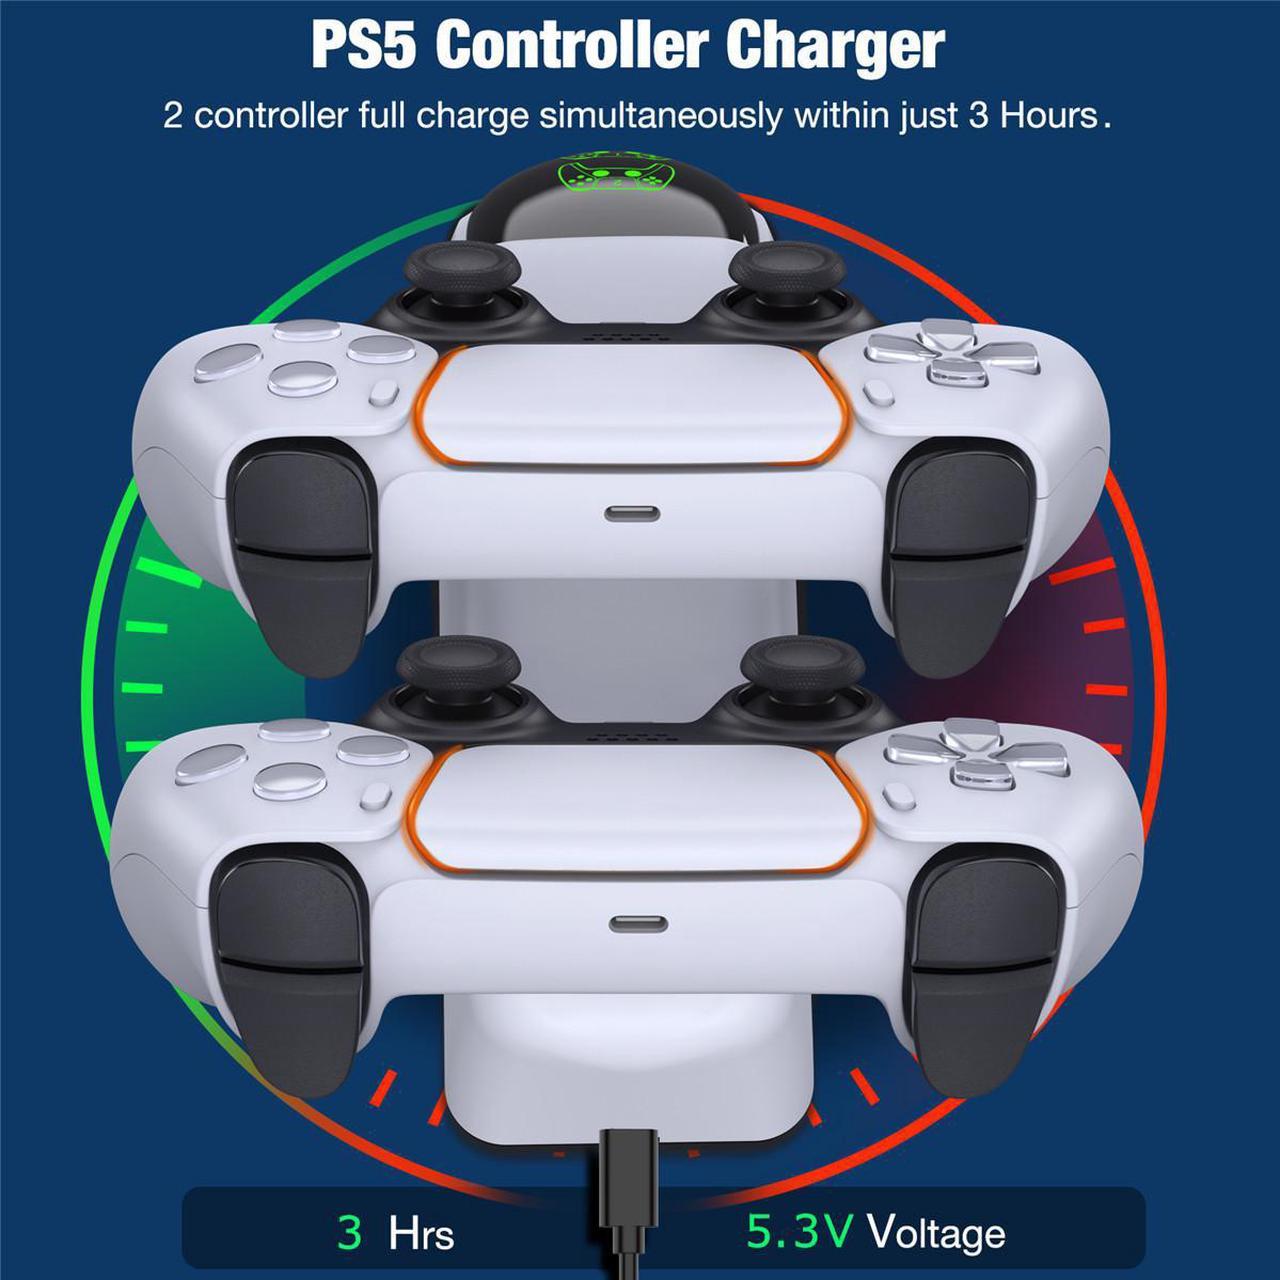 PS5 Controller Charger
2 controller full charge simultaneously within just 3 Hours.
3 Hrs
5.3V Voltage